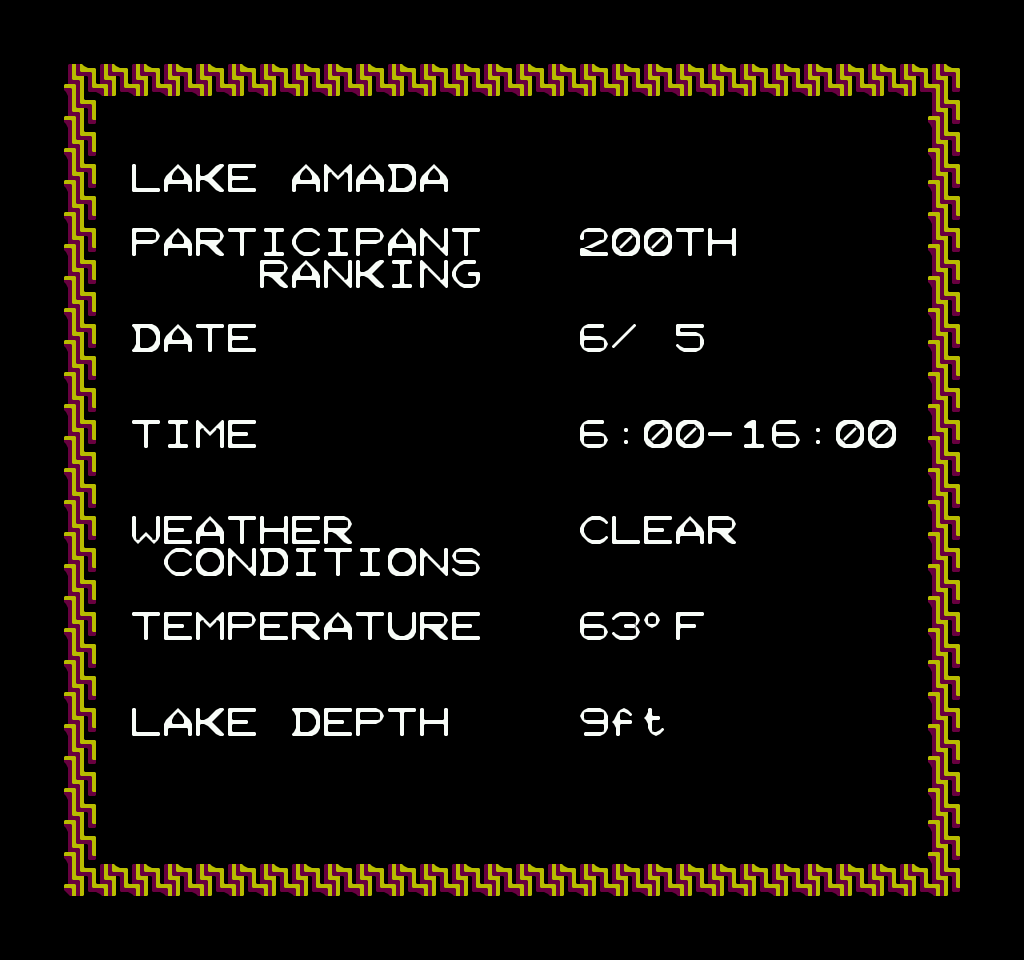 LAKE AMADA
PARTICIPANT 200TH
RANKING
DATE 6/ 5
TIME 6:00-16:00
WEATHER CLEAR
CONDITIONS
TEMPERATURE 63° F
LAKE DEPTH 9ft